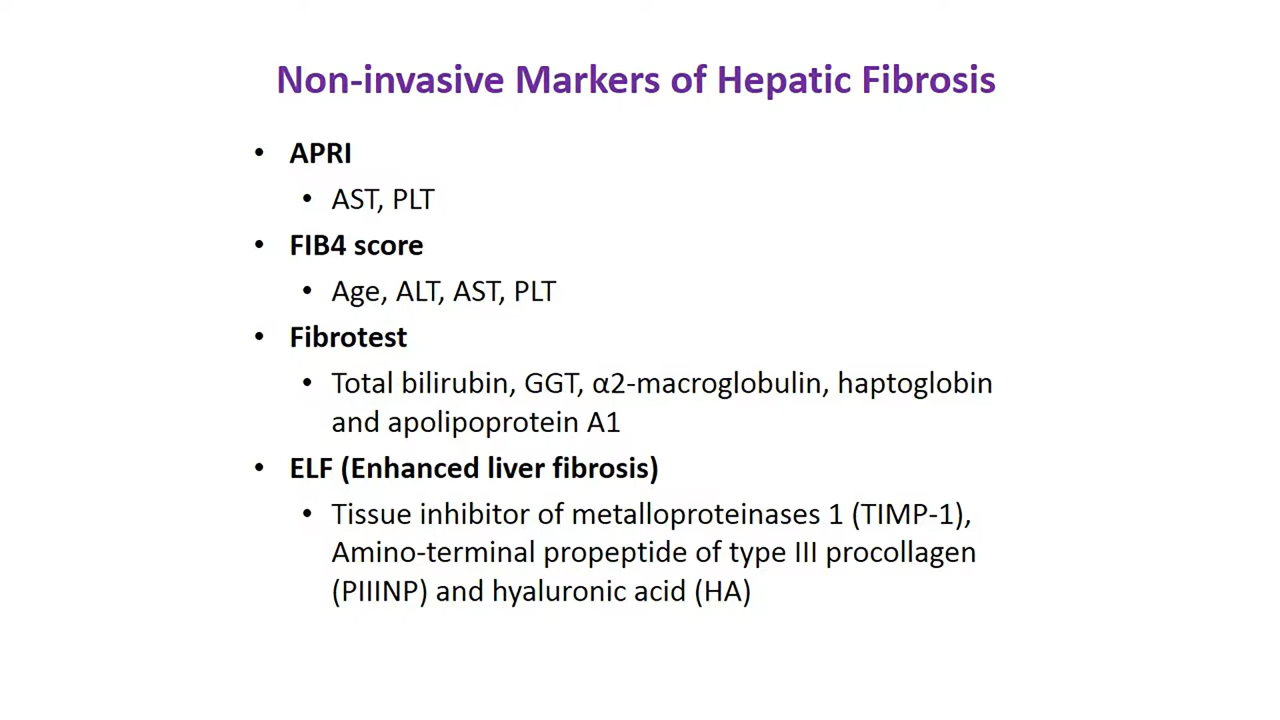 Non-invasive Markers of Hepatic Fibrosis
• APRI
• AST, PLT
• FIB4 score
• Age, ALT, AST, PLT
• Fibrotest
• Total bilirubin, GGT, α2-macroglobulin, haptoglobin
and apolipoprotein A1
• ELF (Enhanced liver fibrosis)
• Tissue inhibitor of metalloproteinases 1 (TIMP-1),
Amino-terminal propeptide of type III procollagen
(PIIINP) and hyaluronic acid (HA)